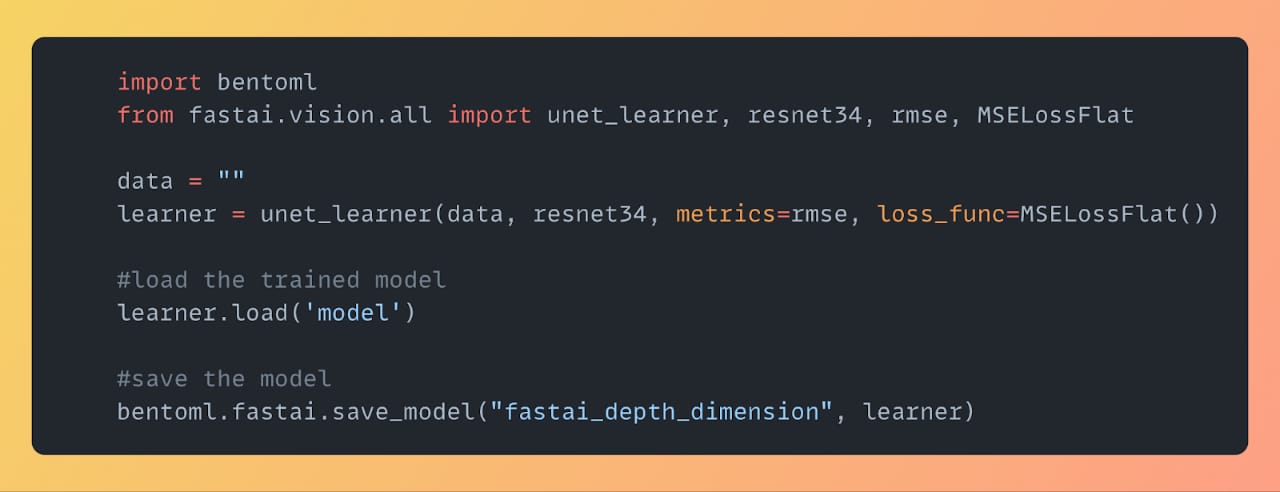 import bentoml
from fastai.vision.all import unet_learner, resnet34, rmse, MSELossFlat
data = ""
learner = unet_learner(data, resnet34, metrics=rmse, loss_func=MSELossFlat())
#load the trained model
learner.load('model')
#save the model
bentoml.fastai.save_model("fastai_depth_dimension", learner)